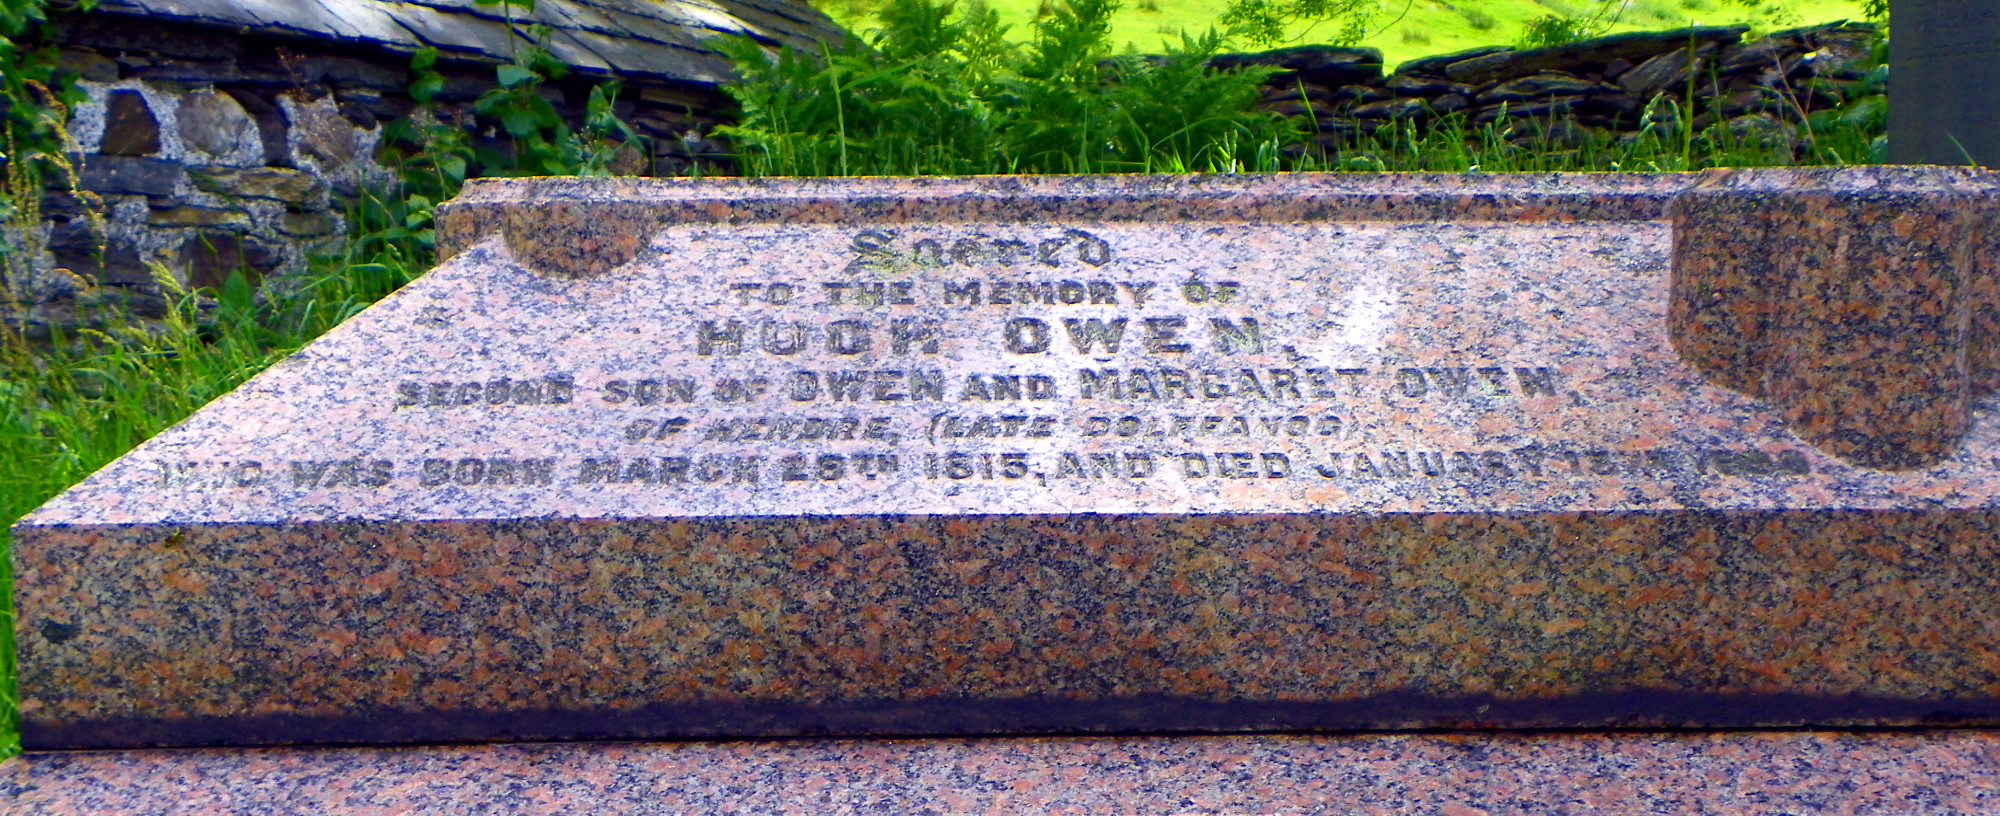 Sacred
TO THE MEMORY OF
HUGH OWEN,
SECOND SON OF OWEN AND MARGARET OWEN,
OF HENDRE, (LATE DOLFFANOG),
WHO WAS BORN MARCH 28TH 1815, AND DIED JANUARY